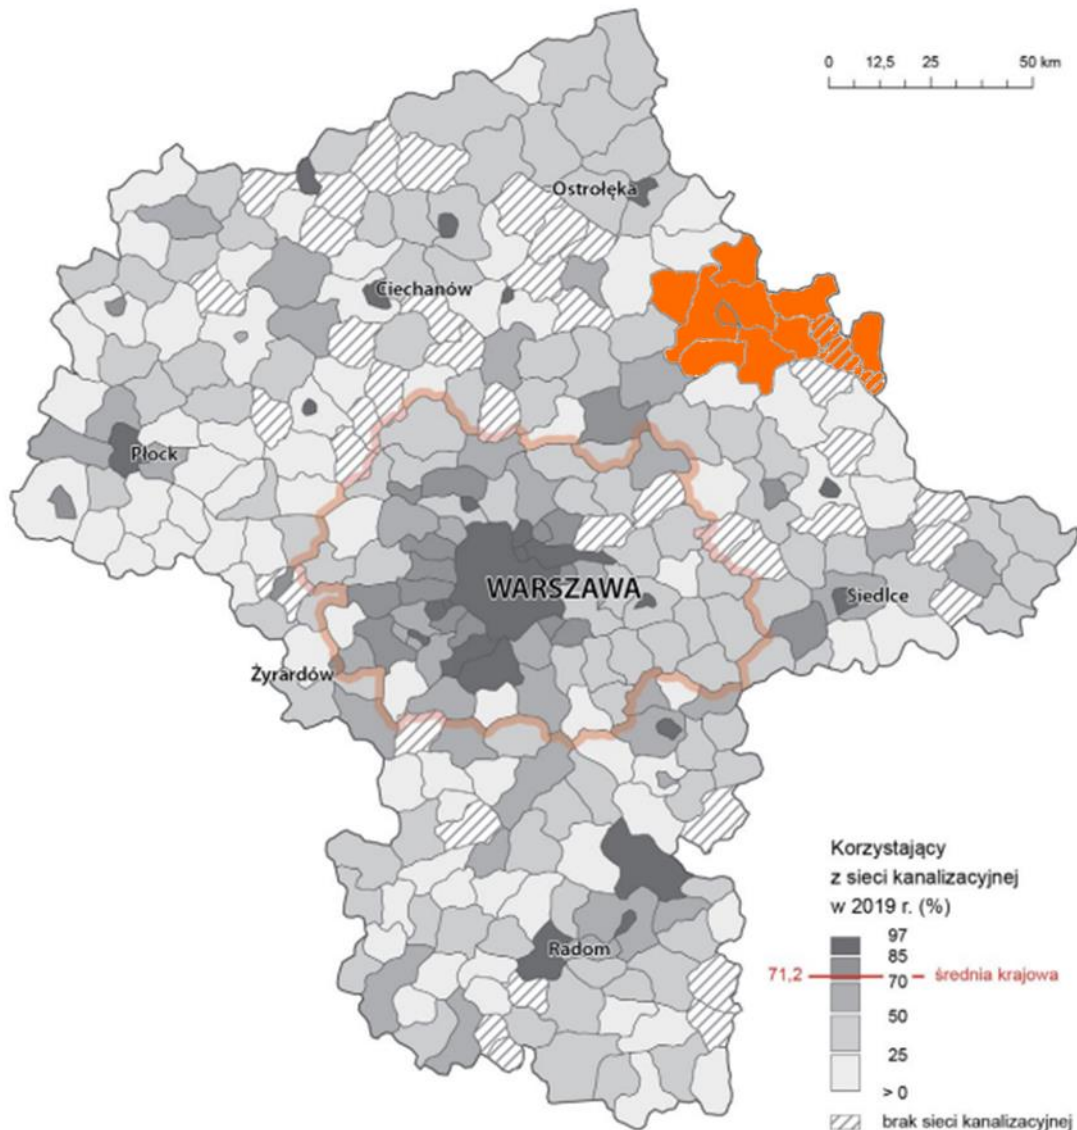 0 12,5 25 50 km
Ostrołęka
Ciechanów
Płock
WARSZAWA
Siedlce
Żyrardów
Radom
Korzystający
z sieci kanalizacyjnej
w 2019 r. (%)
97
85
71,2 średnia krajowa
70
50
25
> 0
brak sieci kanalizacyjnej